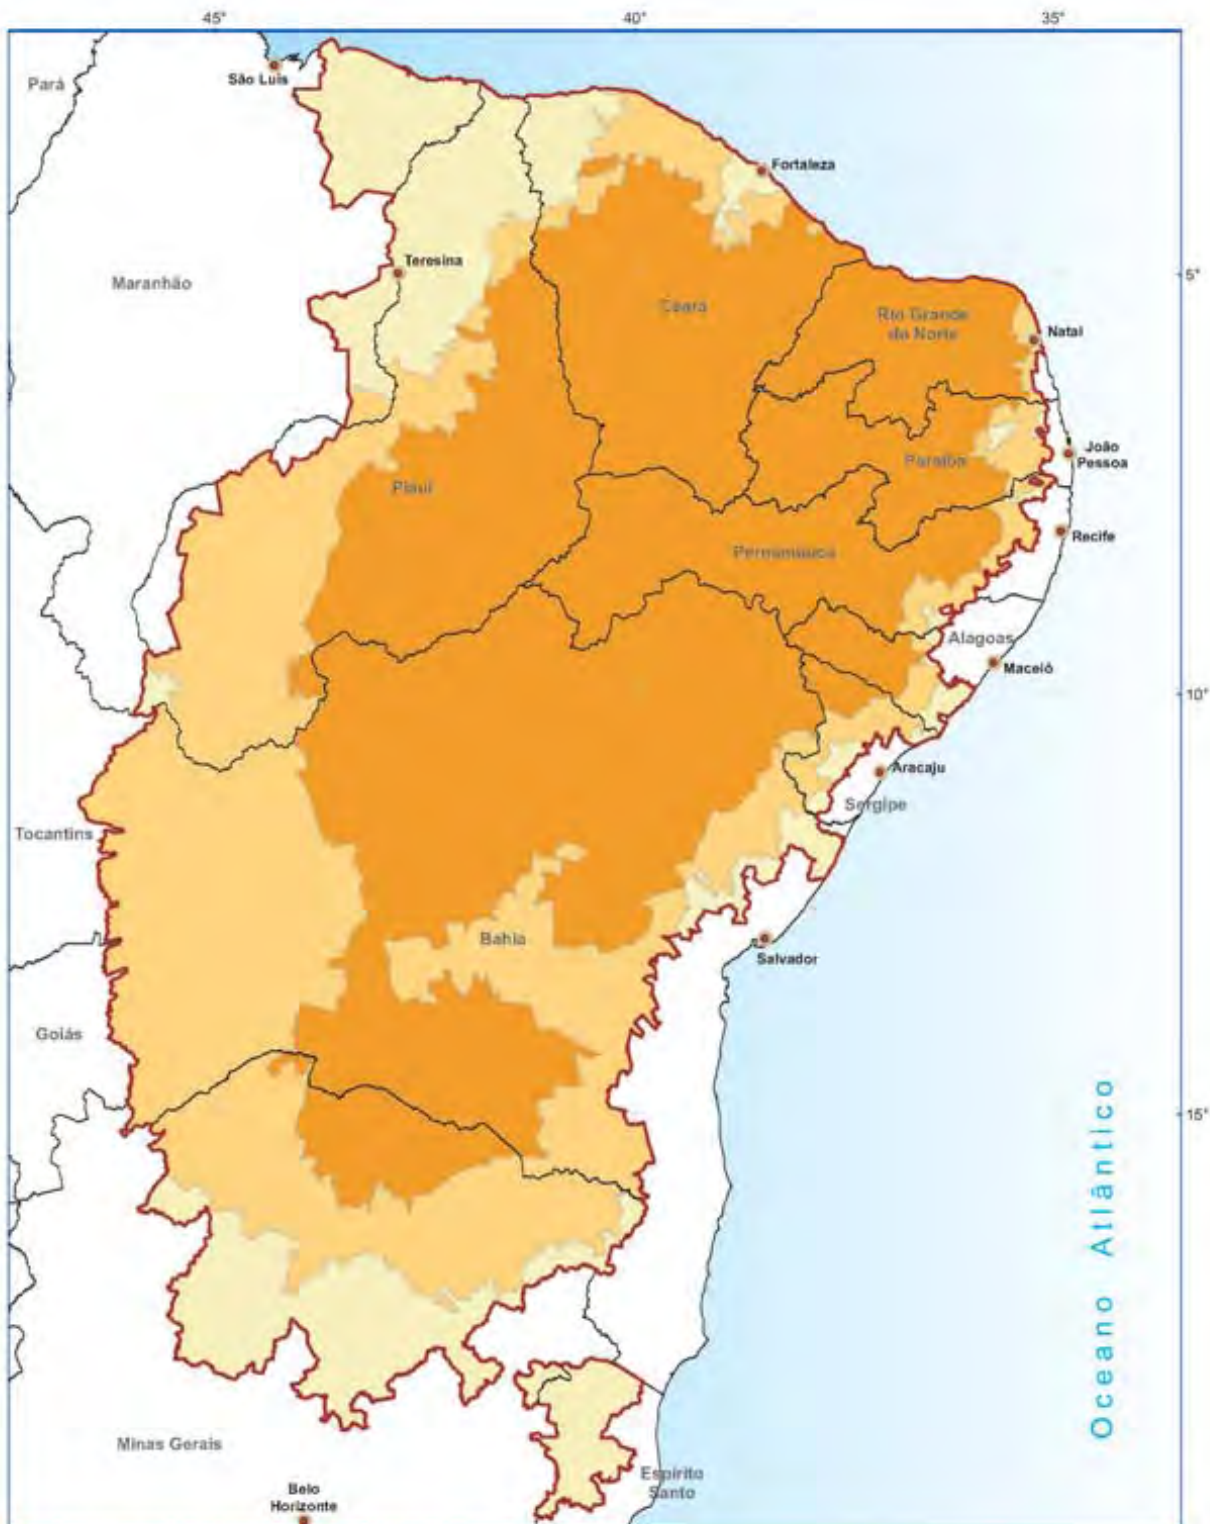 45°
40°
35°
São Luís
Pará
Fortaleza
Teresina
5°
Maranhão
Ceará
Rio Grande
do Norte
Natal
João
Pessoa
Paraíba
Piauí
Recife
Pernambuco
Alagoas
Maceió
10°
Aracaju
Sergipe
Tocantins
Bahia
Salvador
Goiás
15°
Oceano Atlântico
Minas Gerais
Espírito
Santo
Belo
Horizonte